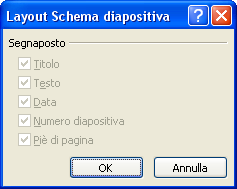 Layout Schema diapositiva
Segnaposto
Titolo
Testo
Data
Numero diapositiva
Piè di pagina
OK
Annulla